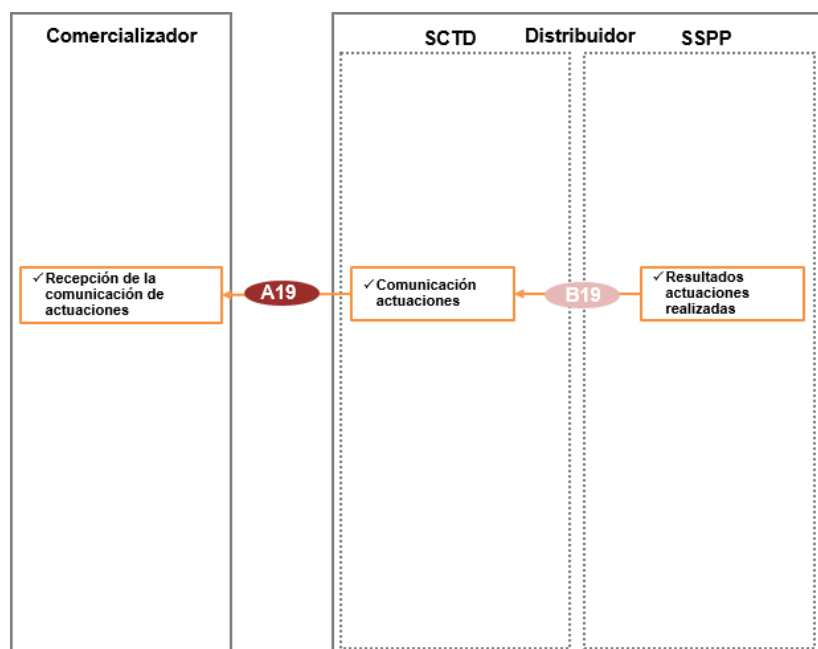 Comercializador
SCTD
Distribuidor
SSPP
✓ Recepción de la
comunicación de
actuaciones
A19
✓ Comunicación
actuaciones
B19
✓ Resultados
actuaciones
realizadas